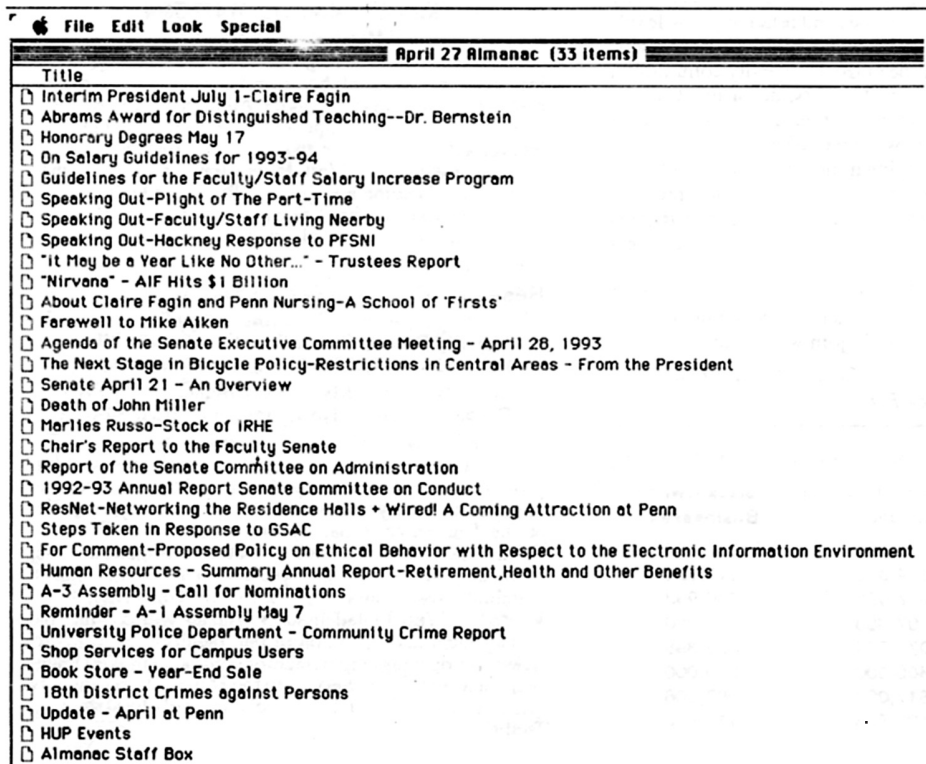 File Edit Look Special
April 27 Almanac (33 items)
Title
Interim President July 1-Claire Fagin
Abrams Award for Distinguished Teaching--Dr. Bernstein
Honorary Degrees May 17
On Salary Guidelines for 1993-94
Guidelines for the Faculty/Staff Salary Increase Program
Speaking Out-Plight of The Part-Time
Speaking Out-Faculty/Staff Living Nearby
Speaking Out-Hackney Response to PFSNI
"it May be a Year Like No Other..." - Trustees Report
"Nirvana" - AIF Hits $1 Billion
About Claire Fagin and Penn Nursing-A School of 'Firsts'
Farewell to Mike Aiken
Agenda of the Senate Executive Committee Meeting - April 28, 1993
The Next Stage in Bicycle Policy-Restrictions in Central Areas - From the President
Senate April 21 - An Overview
Death of John Miller
Marlies Russo-Stock of IRHE
Chair's Report to the Faculty Senate
Report of the Senate Committee on Administration
1992-93 Annual Report Senate Committee on Conduct
ResNet-Networking the Residence Halls + Wired! A Coming Attraction at Penn
Steps Taken in Response to GSAC
For Comment-Proposed Policy on Ethical Behavior with Respect to the Electronic Information Environment
Human Resources - Summary Annual Report-Retirement,Health and Other Benefits
A-3 Assembly - Call for Nominations
Reminder - A-1 Assembly May 7
University Police Department - Community Crime Report
Shop Services for Campus Users
Book Store - Year-End Sale
18th District Crimes against Persons
Update - April at Penn
HUP Events
Almanac Staff Box